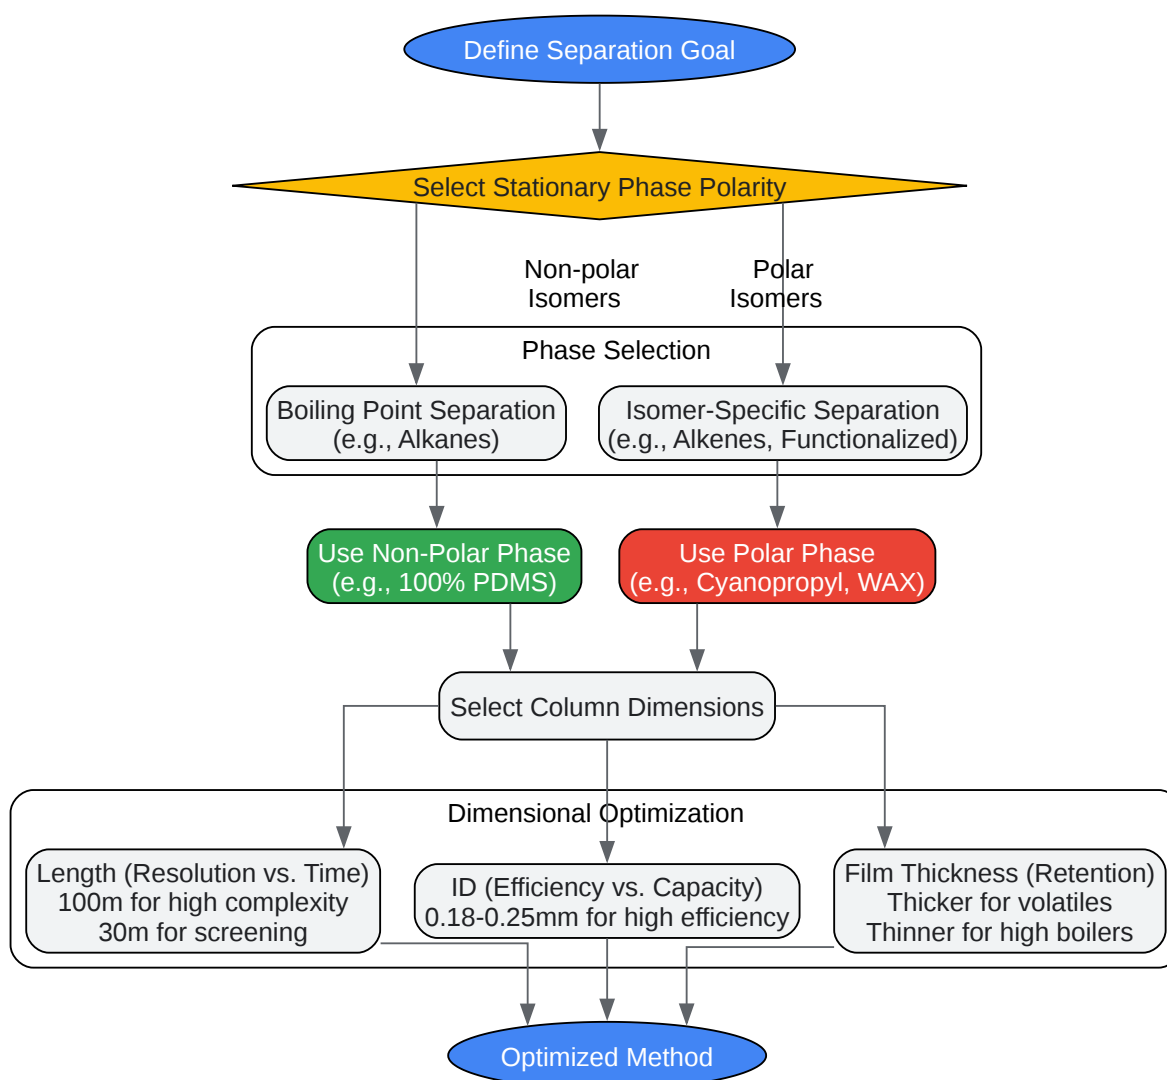 Define Separation Goal
Select Stationary Phase Polarity
Non-polar
Isomers
Polar
Isomers
Phase Selection
Boiling Point Separation
(e.g., Alkanes)
Isomer-Specific Separation
(e.g., Alkenes, Functionalized)
Use Non-Polar Phase
(e.g., 100% PDMS)
Use Polar Phase
(e.g., Cyanopropyl, WAX)
Select Column Dimensions
Dimensional Optimization
Length (Resolution vs. Time)
100m for high complexity
30m for screening
ID (Efficiency vs. Capacity)
0.18-0.25mm for high efficiency
Film Thickness (Retention)
Thicker for volatiles
Thinner for high boilers
Optimized Method